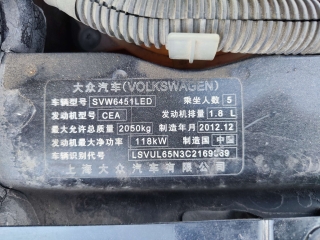 大众汽车(VOLKSWAGEN)
车辆型号 SVW6451LED 乘坐人数 5
发动机型号 CEA 发动机排量 1.8 L
最大允许总质量 2050kg 制造年月 2012.12
发动机最大净功率 118kW 制造国 中国
车辆识别代号 LSVUL65N3C2169989
上海大众汽车有限公司